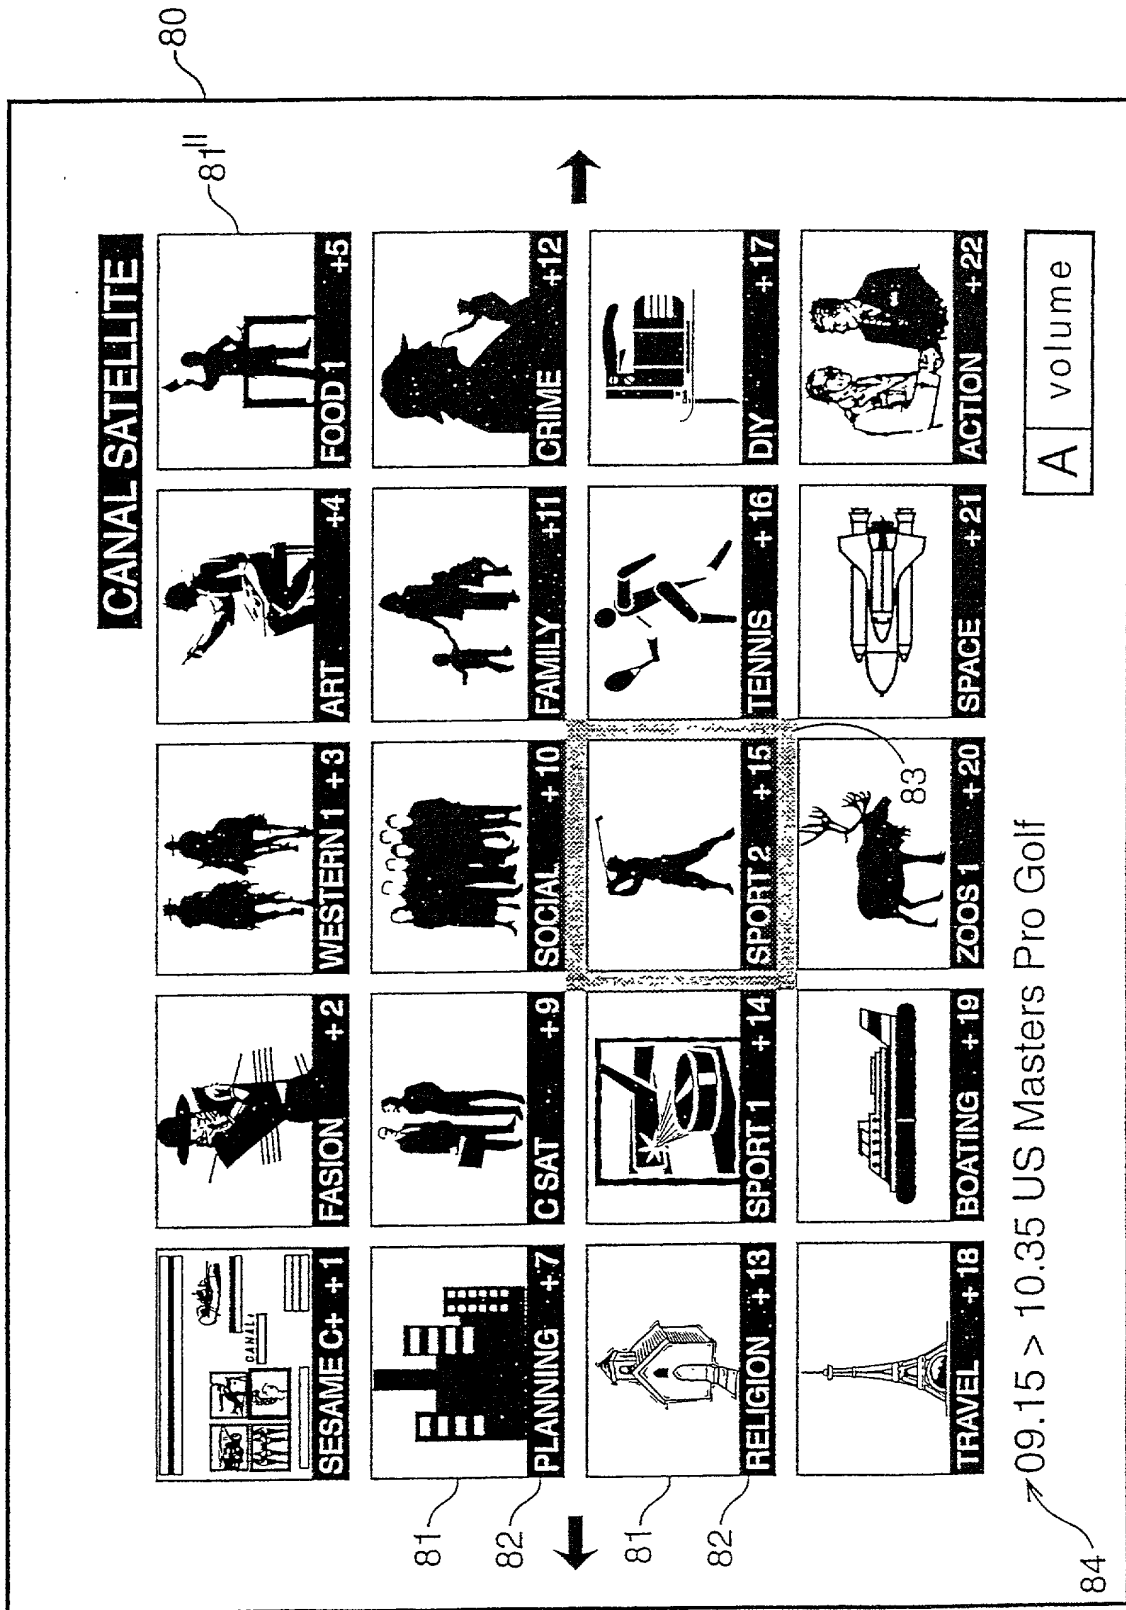 80
81"
CANAL SATELLITE
SESAME C+ + 1
FASION + 2
WESTERN 1 + 3
ART +4
FOOD 1 +5
PLANNING +7
C SAT +9
SOCIAL + 10
FAMILY +11
CRIME +12
81
82
RELIGION + 13
SPORT 1 + 14
SPORT 2 + 15
TENNIS + 16
DIY + 17
81
82
TRAVEL + 18
BOATING + 19
ZOOS 1 + 20
SPACE + 21
ACTION + 22
83
09.15 > 10.35 US Masters Pro Golf
A volume
84
CANAL+